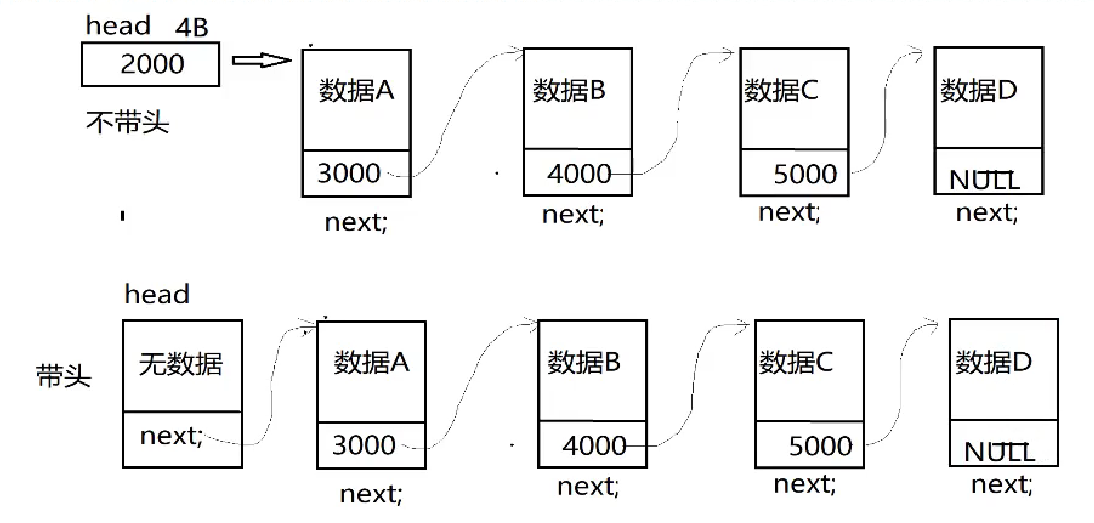 head 4B
2000
不带头
数据A
数据B
数据C
数据D
3000
4000
5000
NULL
next;
next;
next;
next;
head
带头
无数据
数据A
数据B
数据C
数据D
next;
3000
4000
5000
NULL
next;
next;
next;
next;